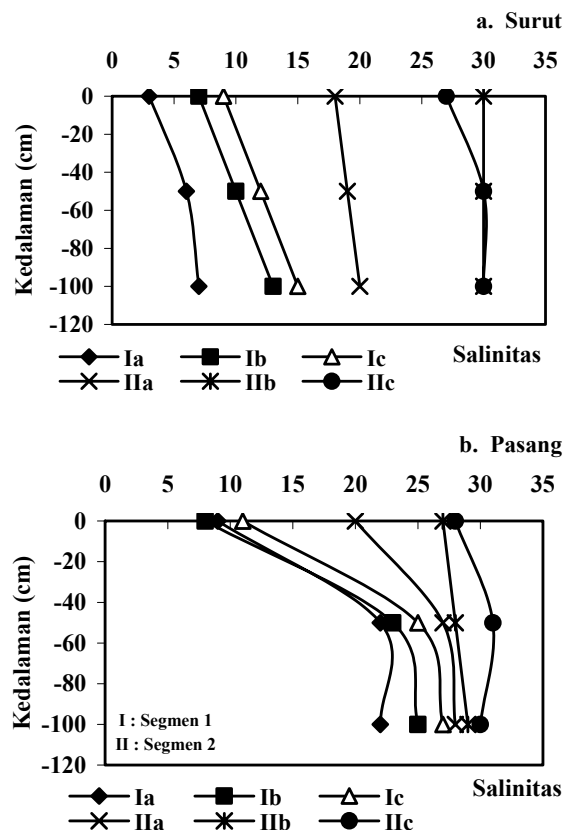 a. Surut
0 5 10 15 20 25 30 35
0
-20
-40
-60
-80
-100
-120
Kedalaman (cm)
Ia Ib Ic Salinitas
IIa IIb IIc
b. Pasang
0 5 10 15 20 25 30 35
0
-20
-40
-60
-80
-100
-120
Kedalaman (cm)
I : Segmen 1
II : Segmen 2
Salinitas
Ia Ib Ic
IIa IIb IIc